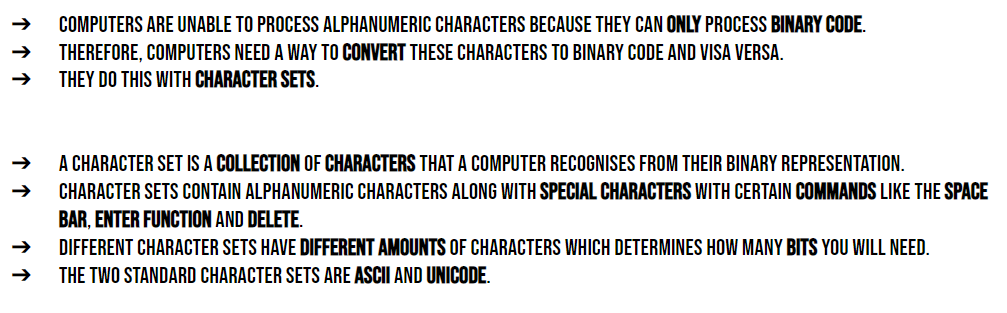 ➔ COMPUTERS ARE UNABLE TO PROCESS ALPHANUMERIC CHARACTERS BECAUSE THEY CAN ONLY PROCESS BINARY CODE.
➔ THEREFORE, COMPUTERS NEED A WAY TO CONVERT THESE CHARACTERS TO BINARY CODE AND VISA VERSA.
➔ THEY DO THIS WITH CHARACTER SETS.
➔ A CHARACTER SET IS A COLLECTION OF CHARACTERS THAT A COMPUTER RECOGNISES FROM THEIR BINARY REPRESENTATION.
➔ CHARACTER SETS CONTAIN ALPHANUMERIC CHARACTERS ALONG WITH SPECIAL CHARACTERS WITH CERTAIN COMMANDS LIKE THE SPACE
BAR, ENTER FUNCTION AND DELETE.
➔ DIFFERENT CHARACTER SETS HAVE DIFFERENT AMOUNTS OF CHARACTERS WHICH DETERMINES HOW MANY BITS YOU WILL NEED.
➔ THE TWO STANDARD CHARACTER SETS ARE ASCII AND UNICODE.